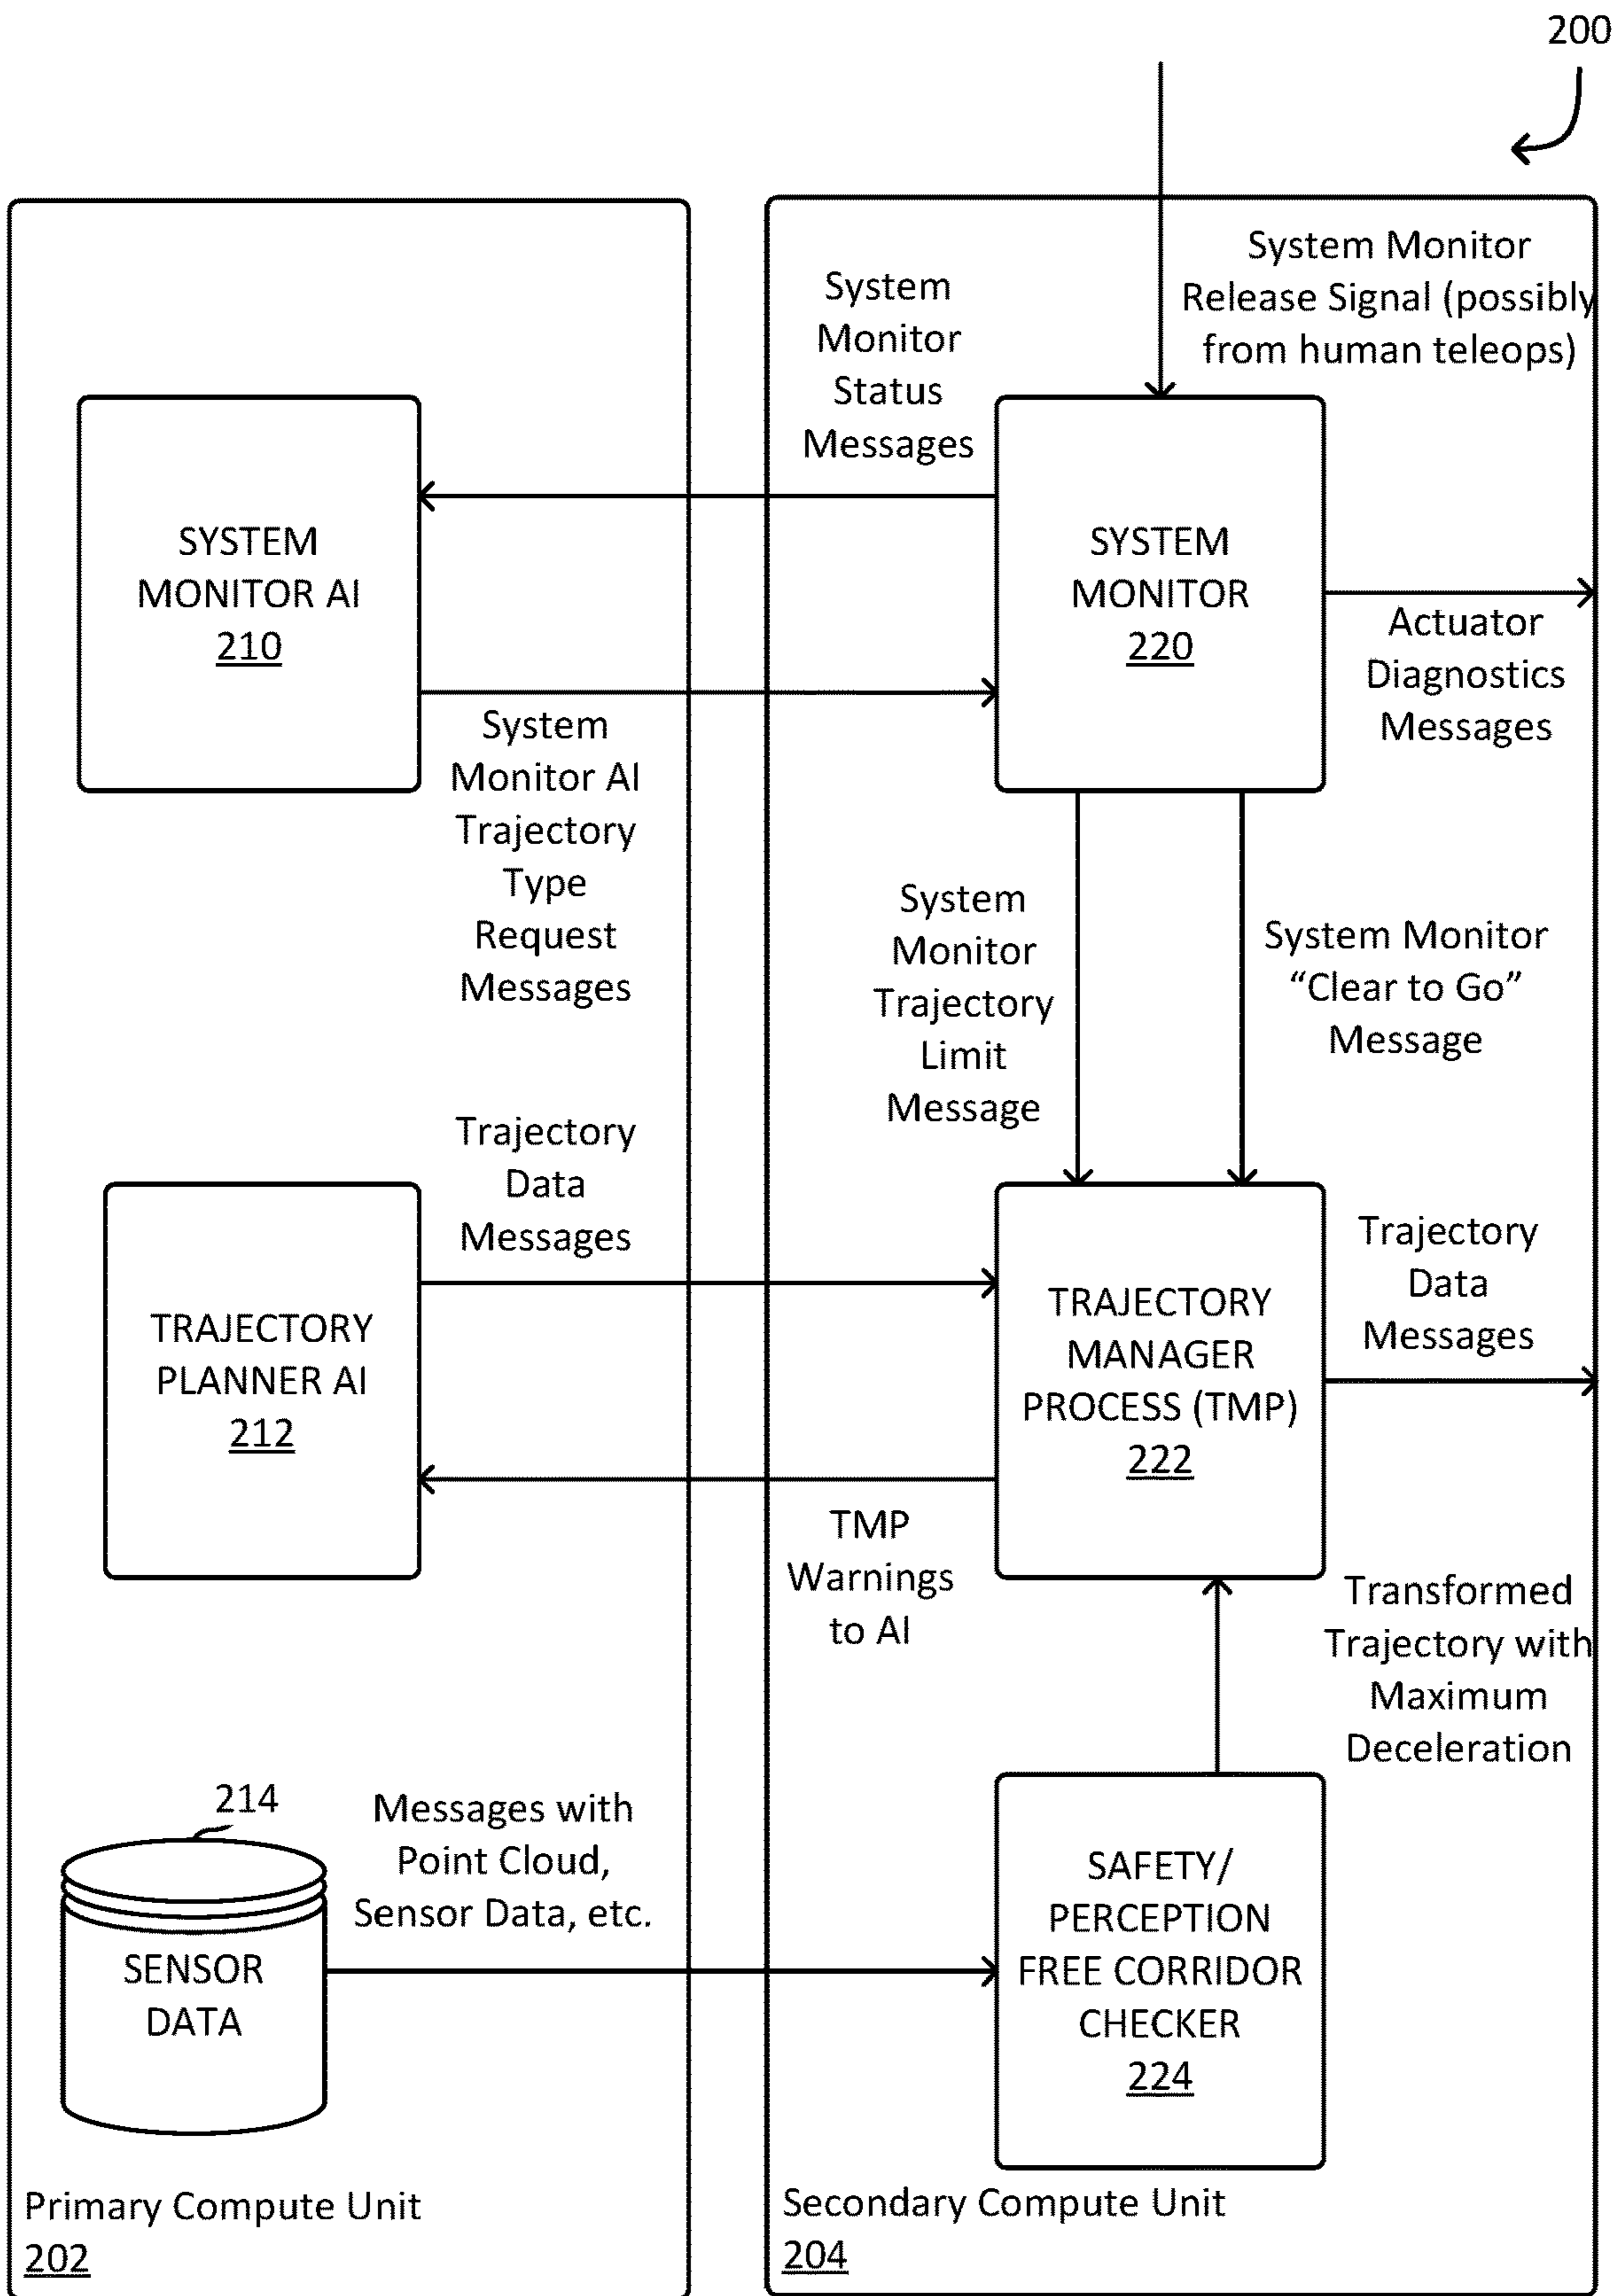 200
System Monitor
Release Signal (possibly
from human teleops)
System
Monitor
Status
Messages
SYSTEM
MONITOR AI
210
SYSTEM
MONITOR
220
Actuator
Diagnostics
Messages
System
Monitor AI
Trajectory
Type
Request
Messages
System
Monitor
Trajectory
Limit
Message
System Monitor
“Clear to Go”
Message
Trajectory
Data
Messages
TRAJECTORY
PLANNER AI
212
TRAJECTORY
MANAGER
PROCESS (TMP)
222
Trajectory
Data
Messages
TMP
Warnings
to AI
Transformed
Trajectory with
Maximum
Deceleration
214
Messages with
Point Cloud,
Sensor Data, etc.
SENSOR
DATA
SAFETY/
PERCEPTION
FREE CORRIDOR
CHECKER
224
Primary Compute Unit
202
Secondary Compute Unit
204